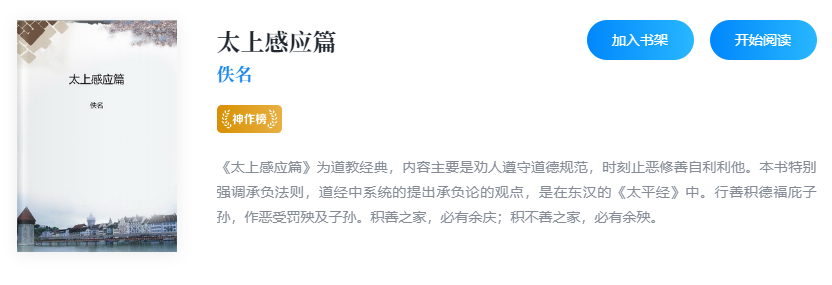 太上感应篇
佚名
太上感应篇
加入书架
开始阅读
佚名
神作榜
《太上感应篇》为道教经典，内容主要是劝人遵守道德规范，时刻止恶修善自利利他。本书特别
强调承负法则，道经中系统的提出承负论的观点，是在东汉的《太平经》中。行善积德福庇子
孙，作恶受罚殃及子孙。积善之家，必有余庆；积不善之家，必有余殃。